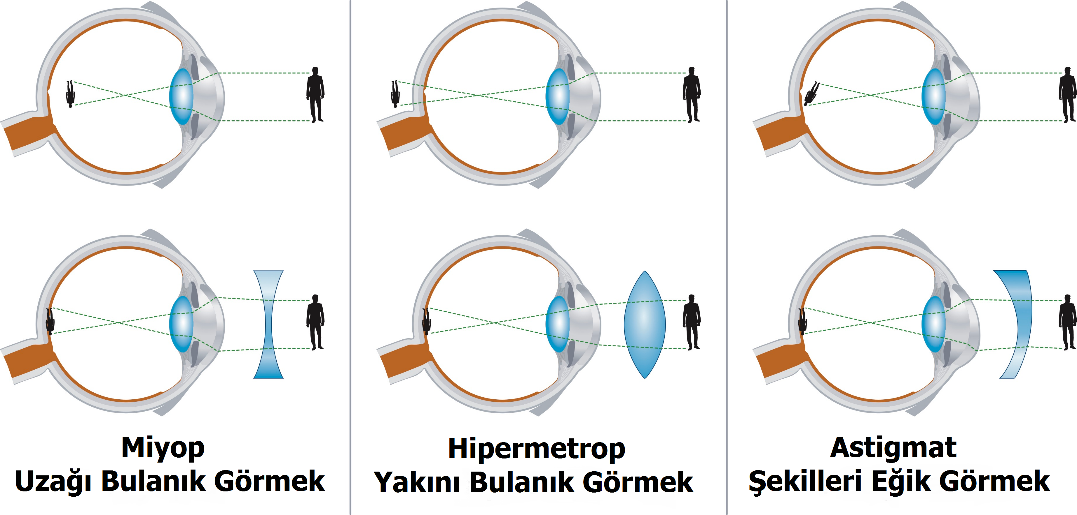 Miyop
Uzağı Bulanık Görmek
Hipermetrop
Yakını Bulanık Görmek
Astigmat
Şekilleri Eğik Görmek